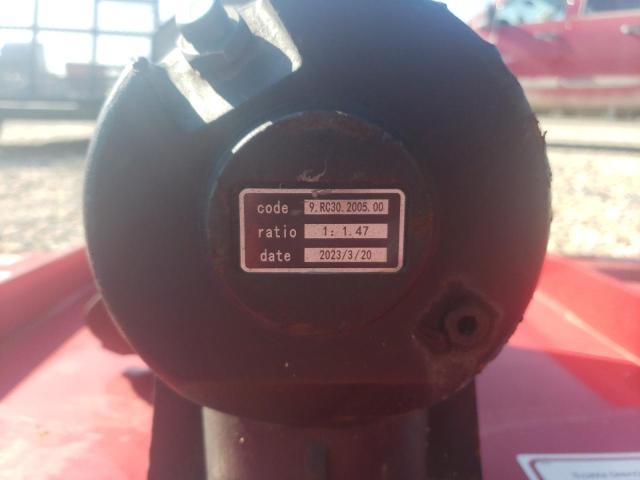 code 9.RC30.2005.00
ratio 1: 1.47
date 2023/3/20